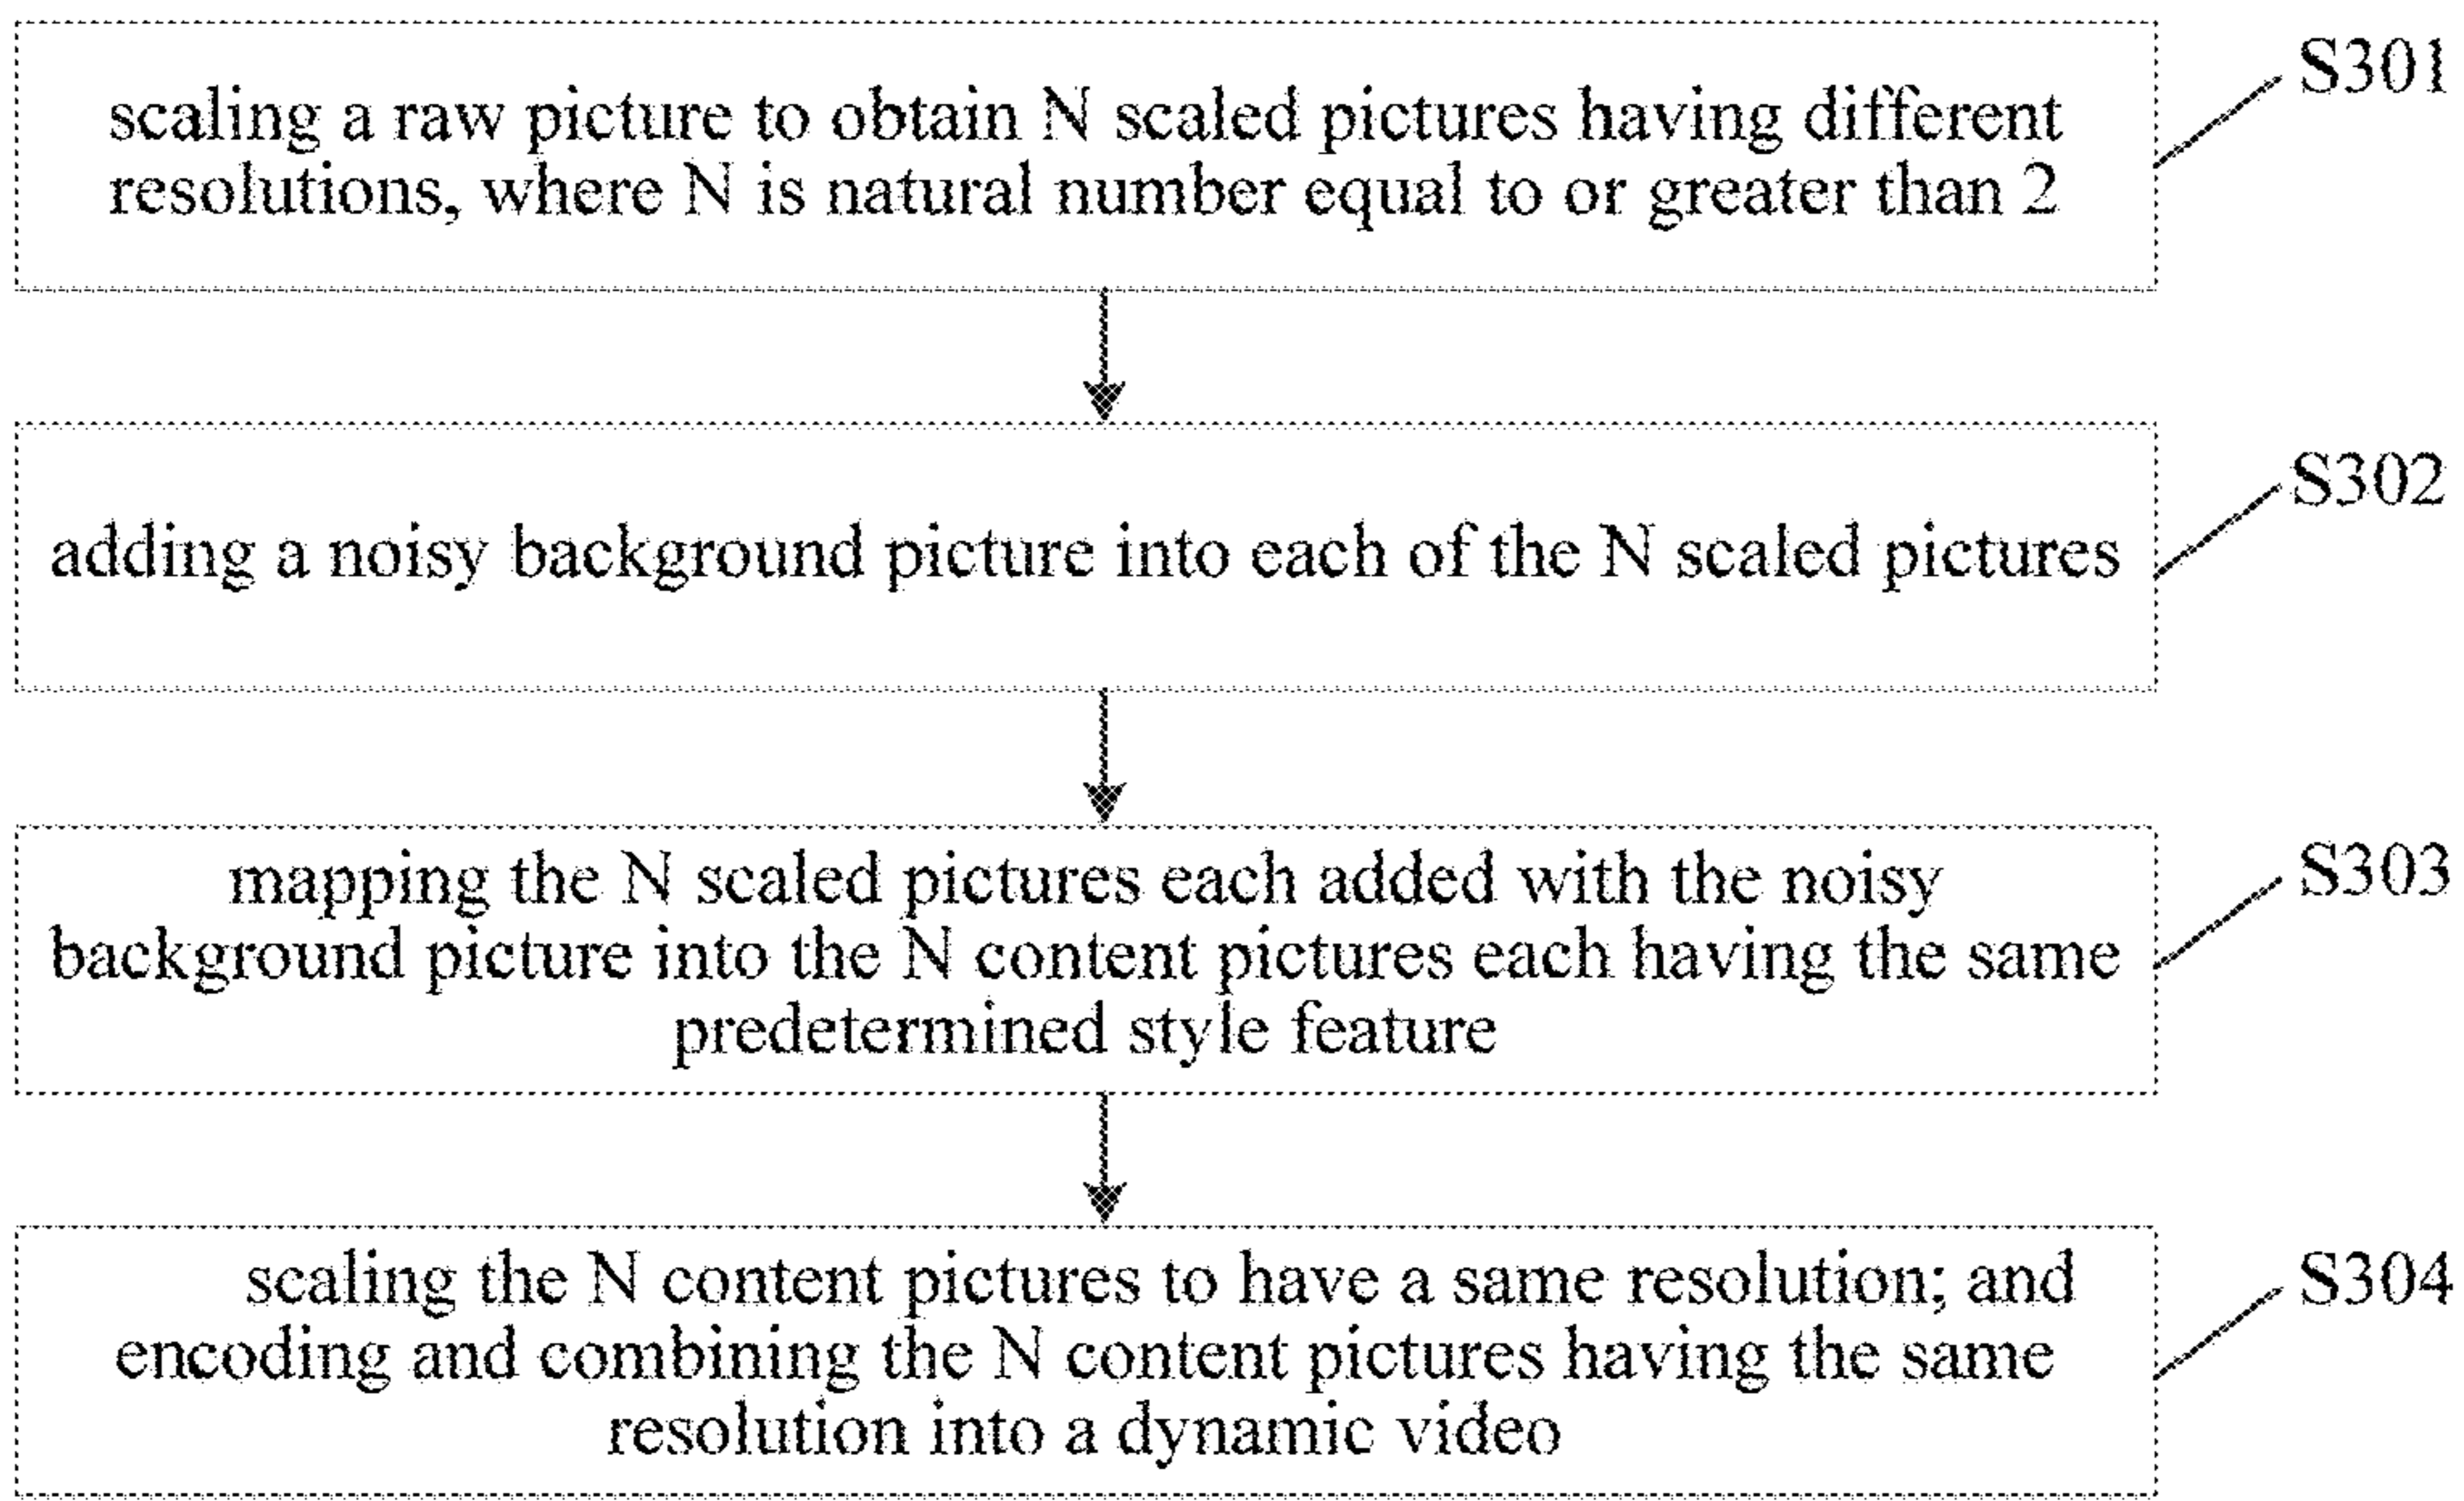 scaling a raw picture to obtain N scaled pictures having different
resolutions, where N is natural number equal to or greater than 2
S301
adding a noisy background picture into each of the N scaled pictures
S302
mapping the N scaled pictures each added with the noisy
background picture into the N content pictures each having the same
predetermined style feature
S303
scaling the N content pictures to have a same resolution; and
encoding and combining the N content pictures having the same
resolution into a dynamic video
S304